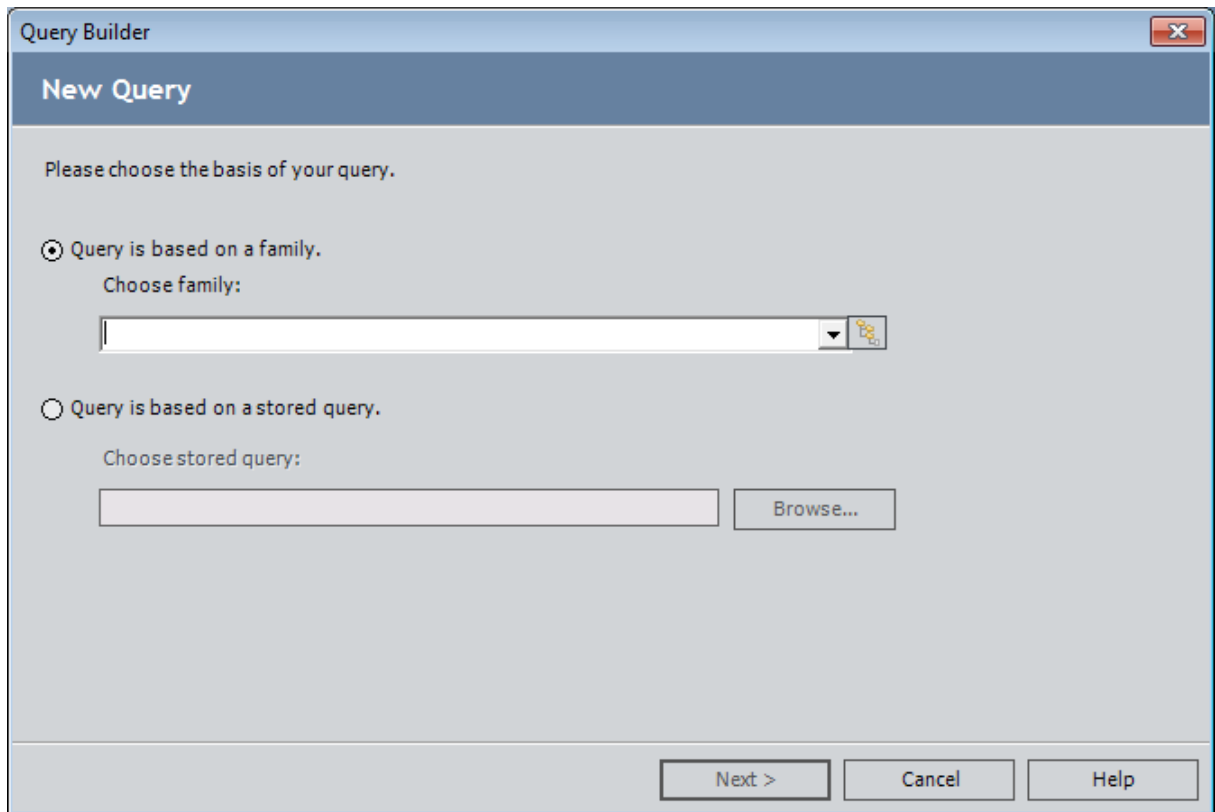 Query Builder
New Query
Please choose the basis of your query.
Query is based on a family.
Choose family:
Query is based on a stored query.
Choose stored query:
Browse...
Next > Cancel Help